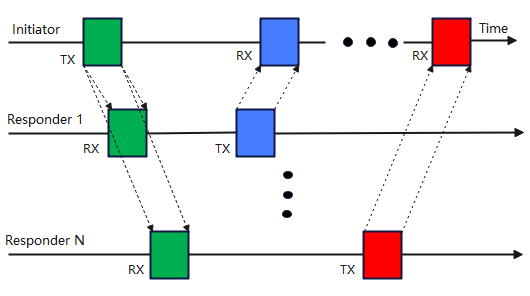 Initiator
Time
TX
RX
RX
Responder 1
RX
TX
Responder N
RX
TX